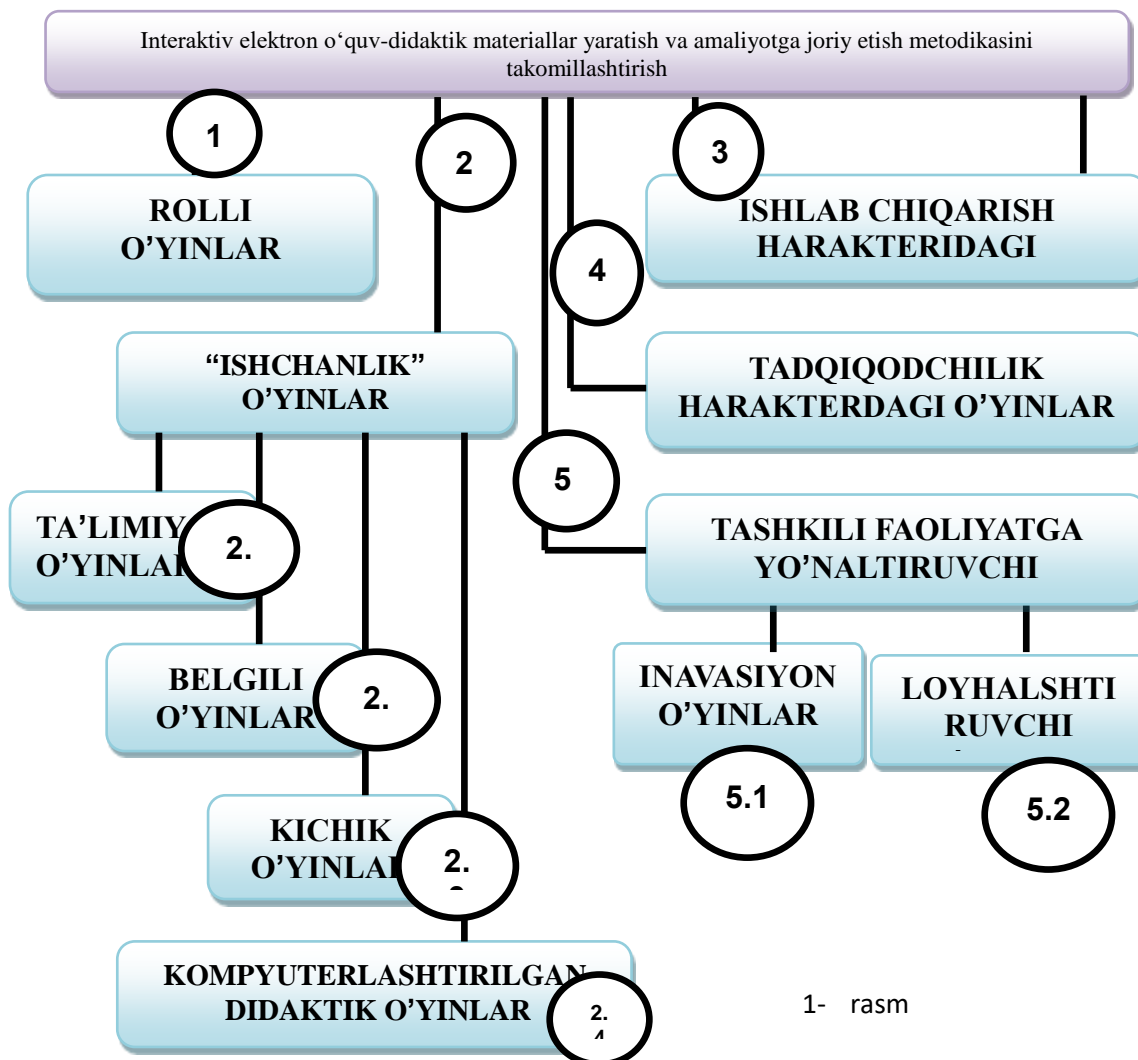 Interaktiv elektron o‘quv-didaktik materiallar yaratish va amaliyotga joriy etish metodikasini
takomillashtirish
1
2
3
ROLLI
O’YINLAR
ISHLAB CHIQARISH
HARAKTERIDAGI
4
“ISHCHANLIK”
O’YINLAR
TADQIQODCHILIK
HARAKTERDAGI O’YINLAR
5
TA’LIMIY
O’YINLAR
2.
TASHKILI FAOLIYATGA
YO’NALTIRUVCHI
BELGILI
O’YINLAR
2.
INAVASIYON
O’YINLAR
5.1
LOYHALSHTI
RUVCHI
5.2
KICHIK
O’YINLAR
2.
KOMPYUTERLASHTIRILGAN
DIDAKTIK O’YINLAR
2.
4
1- rasm